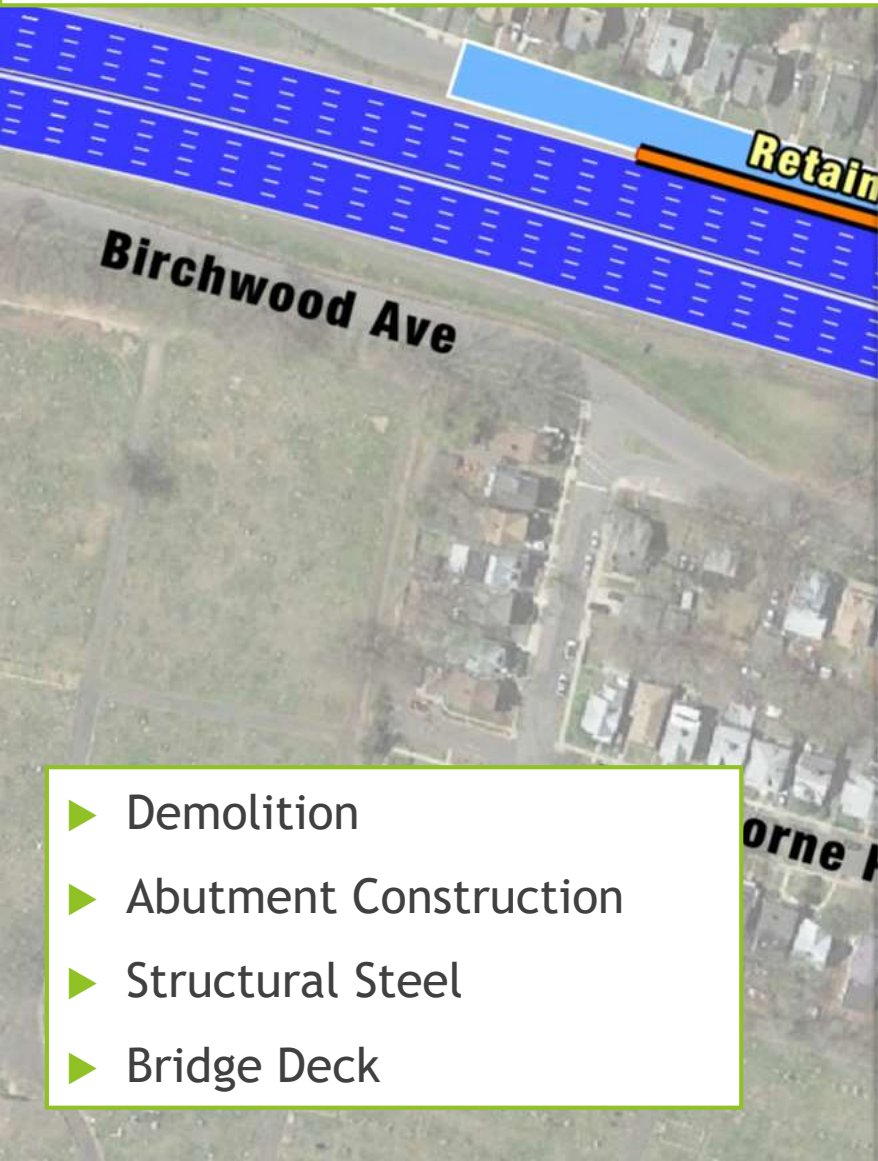 Retain
Birchwood Ave
orne
Demolition
Abutment Construction
Structural Steel
Bridge Deck